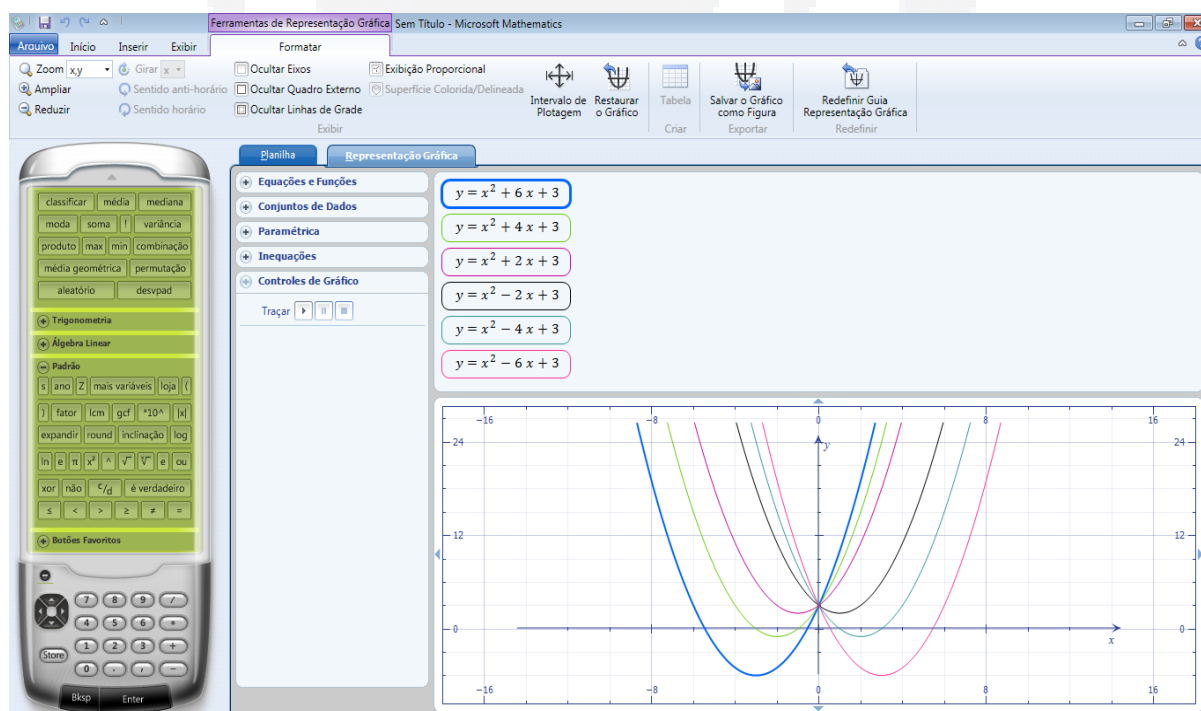 Ferramentas de Representação Gráfica Sem Título - Microsoft Mathematics
Arquivo Início Inserir Exibir Formatar
Zoom x,y Girar x Ocultar Eixos Exibição Proporcional
Ampliar Sentido anti-horário Ocultar Quadro Externo Superfície Colorida/Delineada
Reduzir Sentido horário Ocultar Linhas de Grade
Intervalo de Plotagem Restaurar o Gráfico Tabela Salvar o Gráfico como Figura Redefinir Guia Representação Gráfica
Exibir Criar Exportar Redefinir
Planilha Representação Gráfica
classificar média mediana
moda soma ! variância
produto max min combinação
média geométrica permutação
aleatório desvpad
Trigonometria
Álgebra Linear
Padrão
s ano Z mais variáveis loja (
) fator lcm gcf *10^ |x|
expandir round inclinação log
ln e π x² ^ √ ⁿ√ e ou
xor não c/d é verdadeiro
≤ < > ≥ ≠ =
Botões Favoritos
7 8 9 /
4 5 6 *
Store 1 2 3 +
0 . , −
Bksp Enter
Equações e Funções
Conjuntos de Dados
Paramétrica
Inequações
Controles de Gráfico
Traçar
y = x² + 6 x + 3
y = x² + 4 x + 3
y = x² + 2 x + 3
y = x² − 2 x + 3
y = x² − 4 x + 3
y = x² − 6 x + 3
−16 −8 0 8 16
24 y 24
12 12
0 0
x
−16 −8 0 8 16